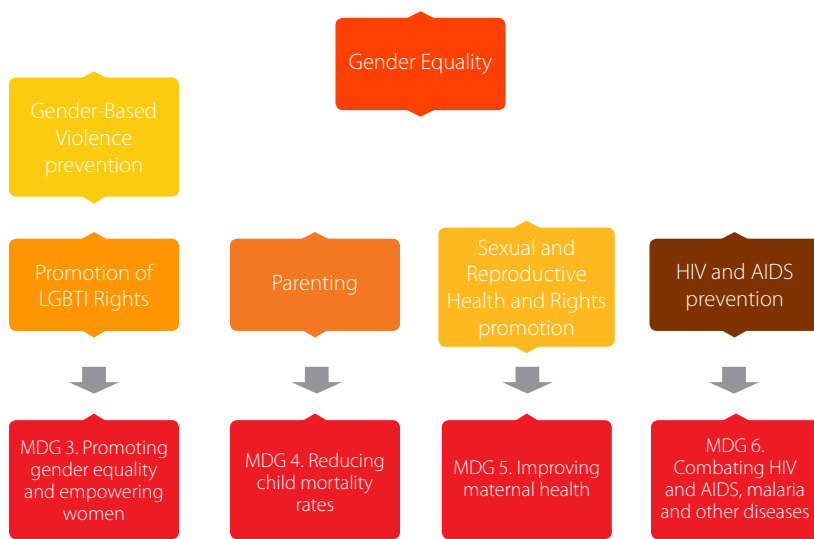 Gender Equality
Gender-Based
Violence
prevention
Promotion of
LGBTI Rights
Parenting
Sexual and
Reproductive
Health and Rights
promotion
HIV and AIDS
prevention
MDG 3. Promoting
gender equality
and empowering
women
MDG 4. Reducing
child mortality
rates
MDG 5. Improving
maternal health
MDG 6.
Combating HIV
and AIDS, malaria
and other diseases